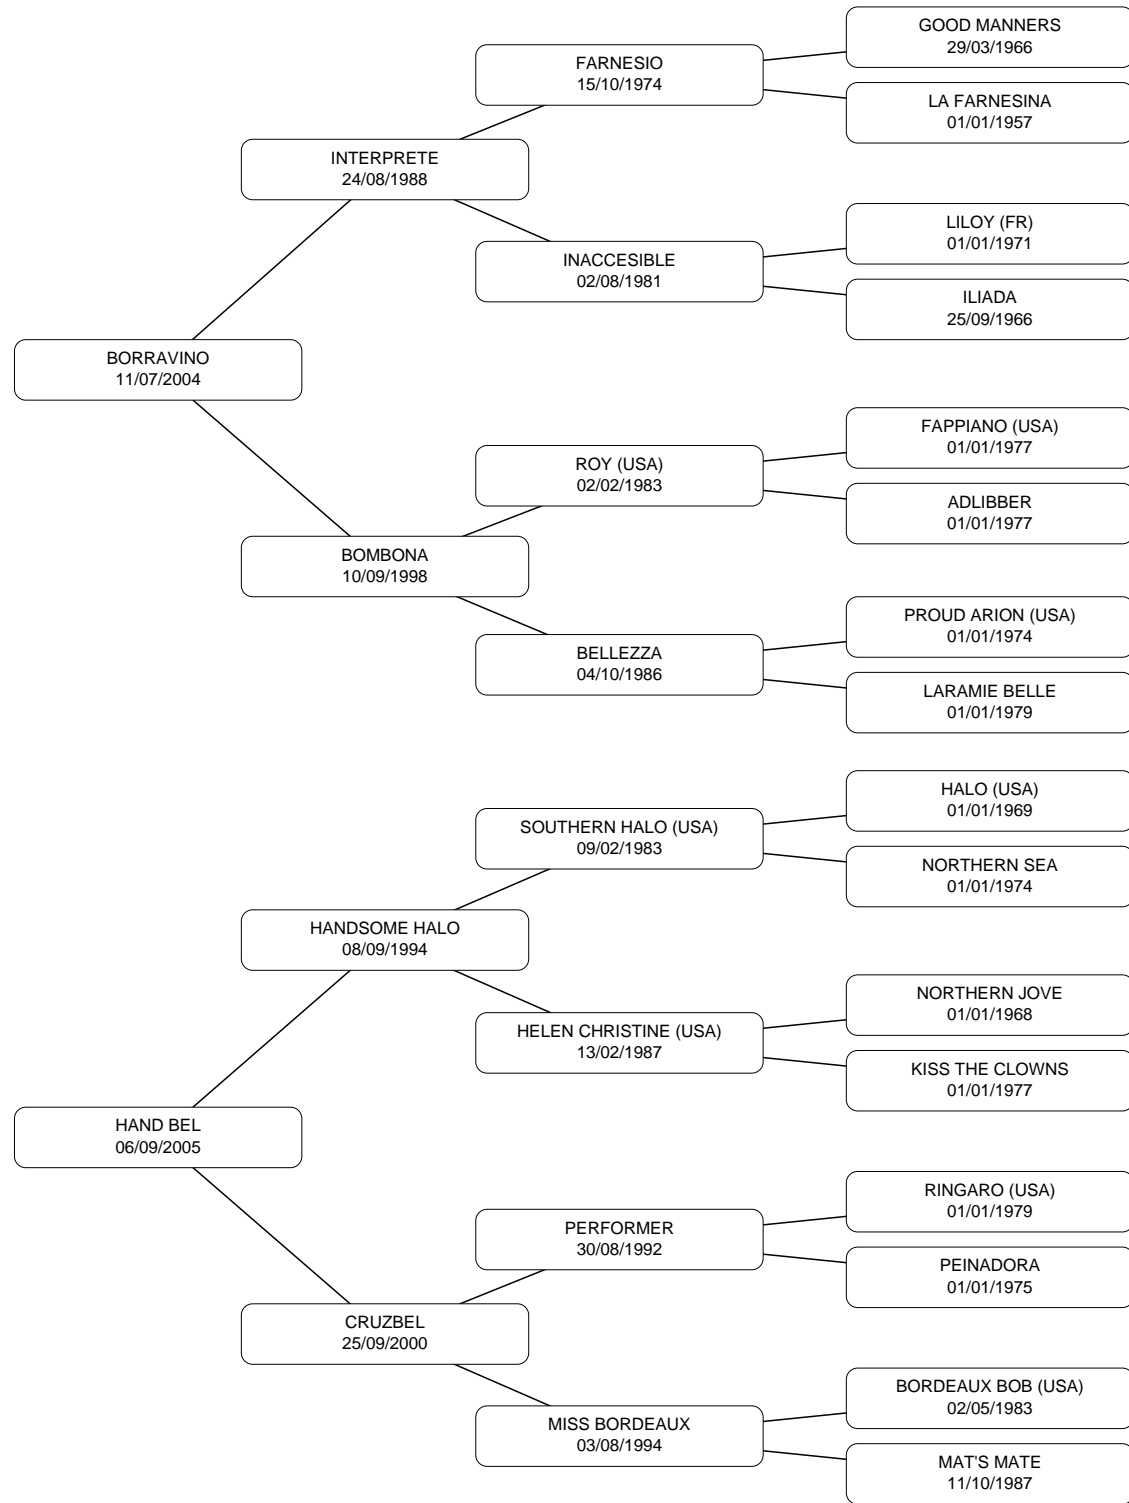 GOOD MANNERS
29/03/1966
FARNESIO
15/10/1974
LA FARNESINA
01/01/1957
INTERPRETE
24/08/1988
LILOY (FR)
01/01/1971
INACCESIBLE
02/08/1981
ILIADA
25/09/1966
BORRAVINO
11/07/2004
FAPPIANO (USA)
01/01/1977
ROY (USA)
02/02/1983
ADLIBBER
01/01/1977
BOMBONA
10/09/1998
PROUD ARION (USA)
01/01/1974
BELLEZZA
04/10/1986
LARAMIE BELLE
01/01/1979
HALO (USA)
01/01/1969
SOUTHERN HALO (USA)
09/02/1983
NORTHERN SEA
01/01/1974
HANDSOME HALO
08/09/1994
NORTHERN JOVE
01/01/1968
HELEN CHRISTINE (USA)
13/02/1987
KISS THE CLOWNS
01/01/1977
HAND BEL
06/09/2005
RINGARO (USA)
01/01/1979
PERFORMER
30/08/1992
PEINADORA
01/01/1975
CRUZBEL
25/09/2000
BORDEAUX BOB (USA)
02/05/1983
MISS BORDEAUX
03/08/1994
MAT'S MATE
11/10/1987